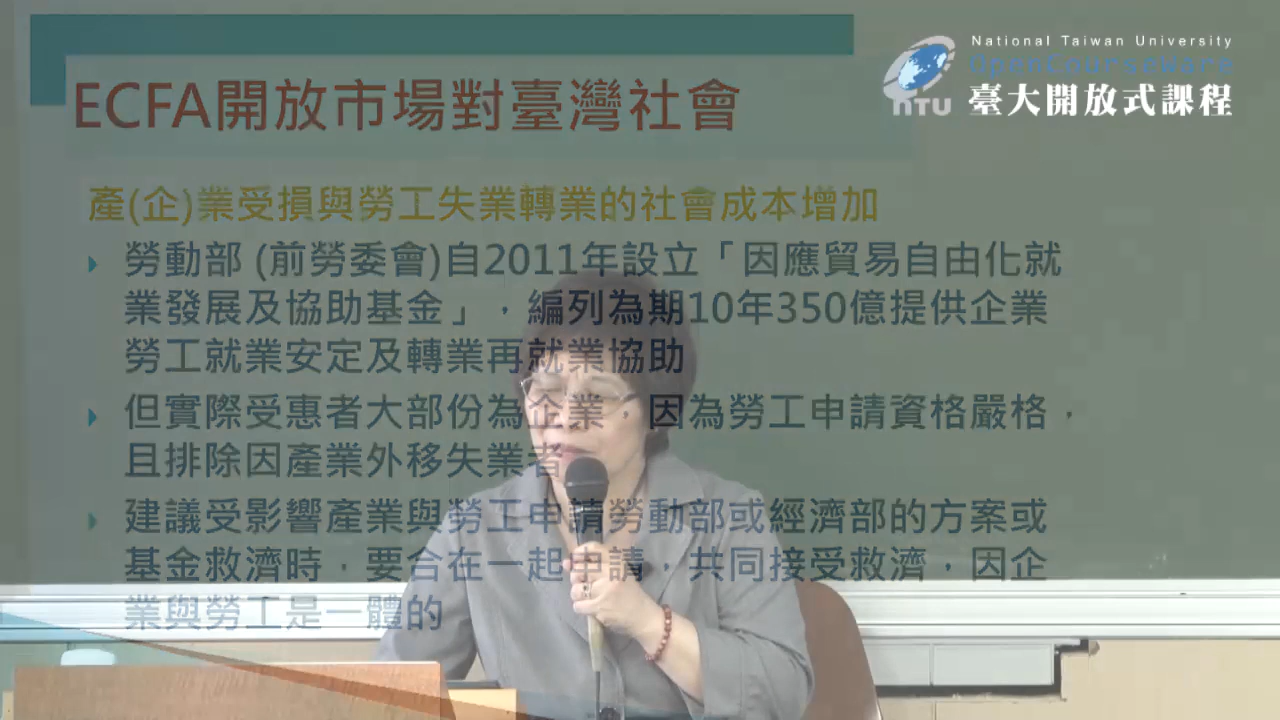 National Taiwan University
OpenCourseWare
NTU 臺大開放式課程
ECFA開放市場對臺灣社會
產(企)業受損與勞工失業轉業的社會成本增加
勞動部 (前勞委會)自2011年設立「因應貿易自由化就
業發展及協助基金」，編列為期10年350億提供企業
勞工就業安定及轉業再就業協助
但實際受惠者大部份為企業，因為勞工申請資格嚴格，
且排除因產業外移失業者
建議受影響產業與勞工申請勞動部或經濟部的方案或
基金救濟時，要合在一起申請，共同接受救濟，因企
業與勞工是一體的